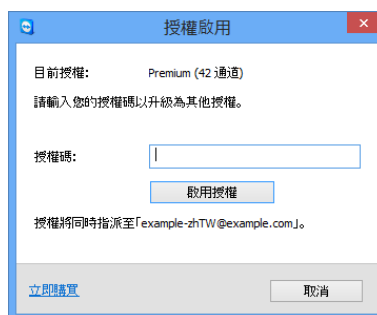 授權啟用
目前授權: Premium (42 通道)
請輸入您的授權碼以升級為其他授權。
授權碼:
啟用授權
授權將同時指派至「example-zhTW@example.com」。
立即購買 取消